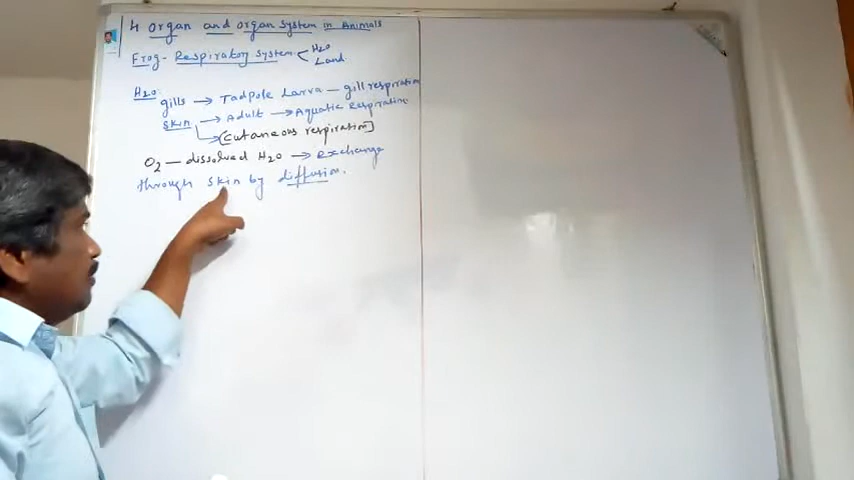 4 Organ and organ system in Animals
Frog - Respiratory system < H2O
Land
H2O
gills → Tadpole Larva - gill respiration
Skin → Adult → Aquatic respiration
→ [cutaneous respiration]
O2 - dissolved H2O → exchange
through skin by diffusion.